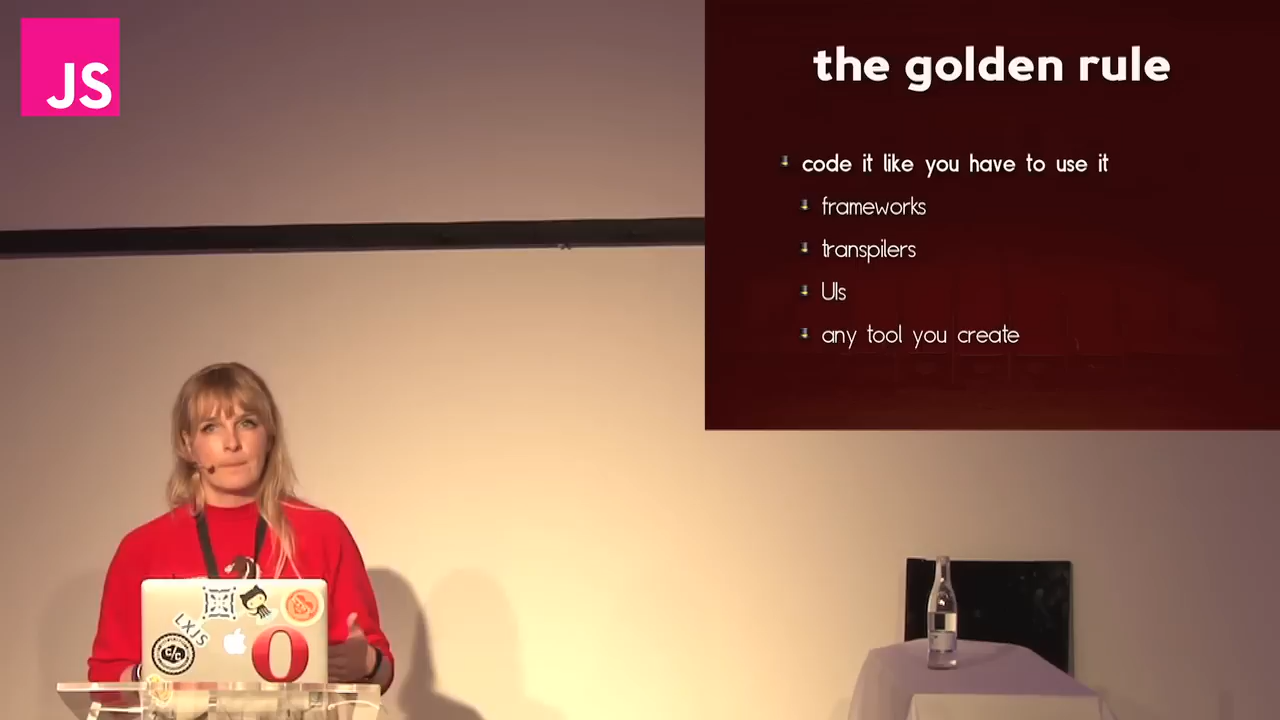 JS
the golden rule
code it like you have to use it
frameworks
transpilers
UIs
any tool you create
LXJS
c/c